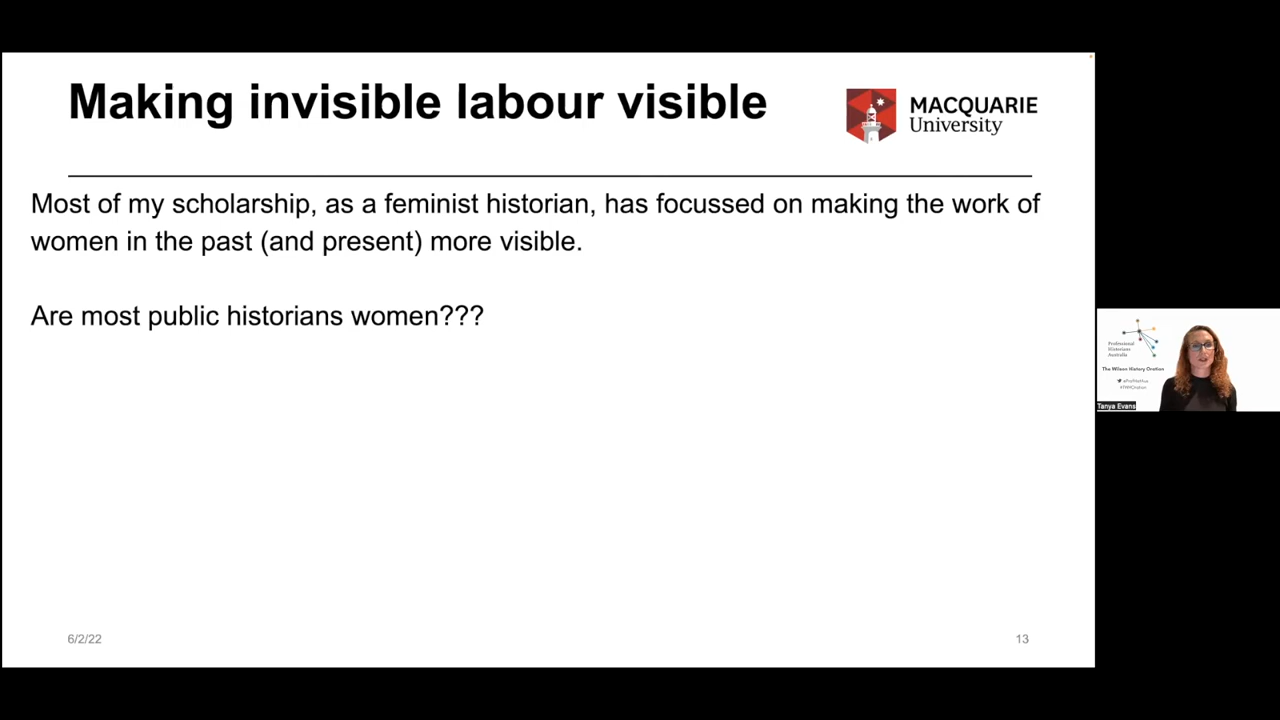 Making invisible labour visible
MACQUARIE
University
Most of my scholarship, as a feminist historian, has focussed on making the work of
women in the past (and present) more visible.
Are most public historians women???
6/2/22
13
Professional
Historians
Australia
The Wilson History Oration
Tanya Evans